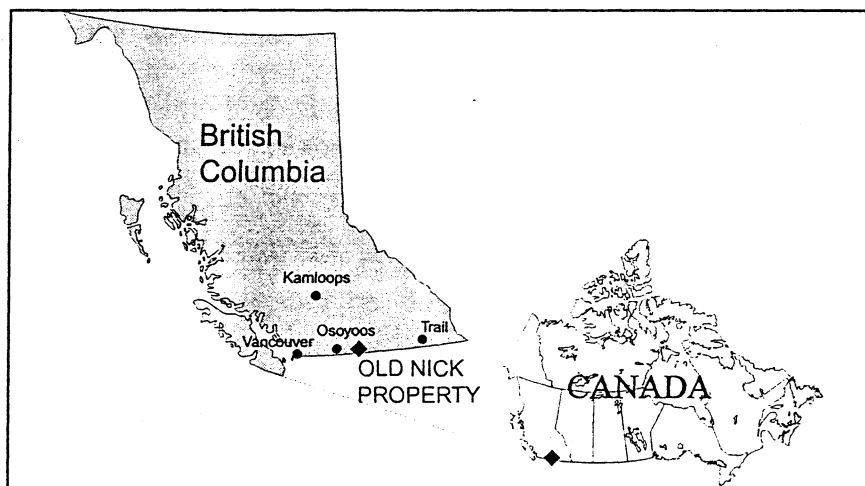 British
Columbia
Kamloops
Osoyoos
Trail
Vancouver
OLD NICK
PROPERTY
CANADA